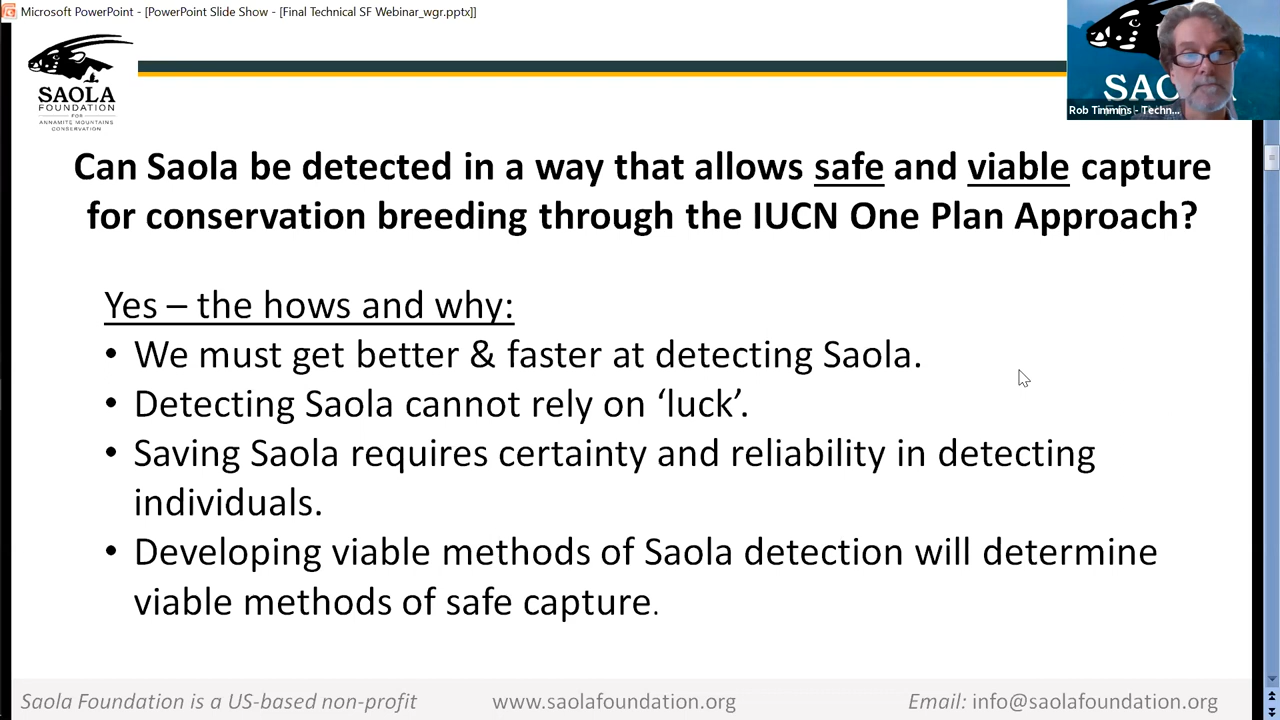 Microsoft PowerPoint - [PowerPoint Slide Show - [Final Technical SF Webinar_wgr.pptx]]
SAOLA
FOUNDATION
FOR
ANNAMITE MOUNTAINS
CONSERVATION
SAO
Rob Timmins - Techn...
Can Saola be detected in a way that allows safe and viable capture
for conservation breeding through the IUCN One Plan Approach?
Yes – the hows and why:
• We must get better & faster at detecting Saola.
• Detecting Saola cannot rely on ‘luck’.
• Saving Saola requires certainty and reliability in detecting
individuals.
• Developing viable methods of Saola detection will determine
viable methods of safe capture.
Saola Foundation is a US-based non-profit
www.saolafoundation.org
Email: info@saolafoundation.org